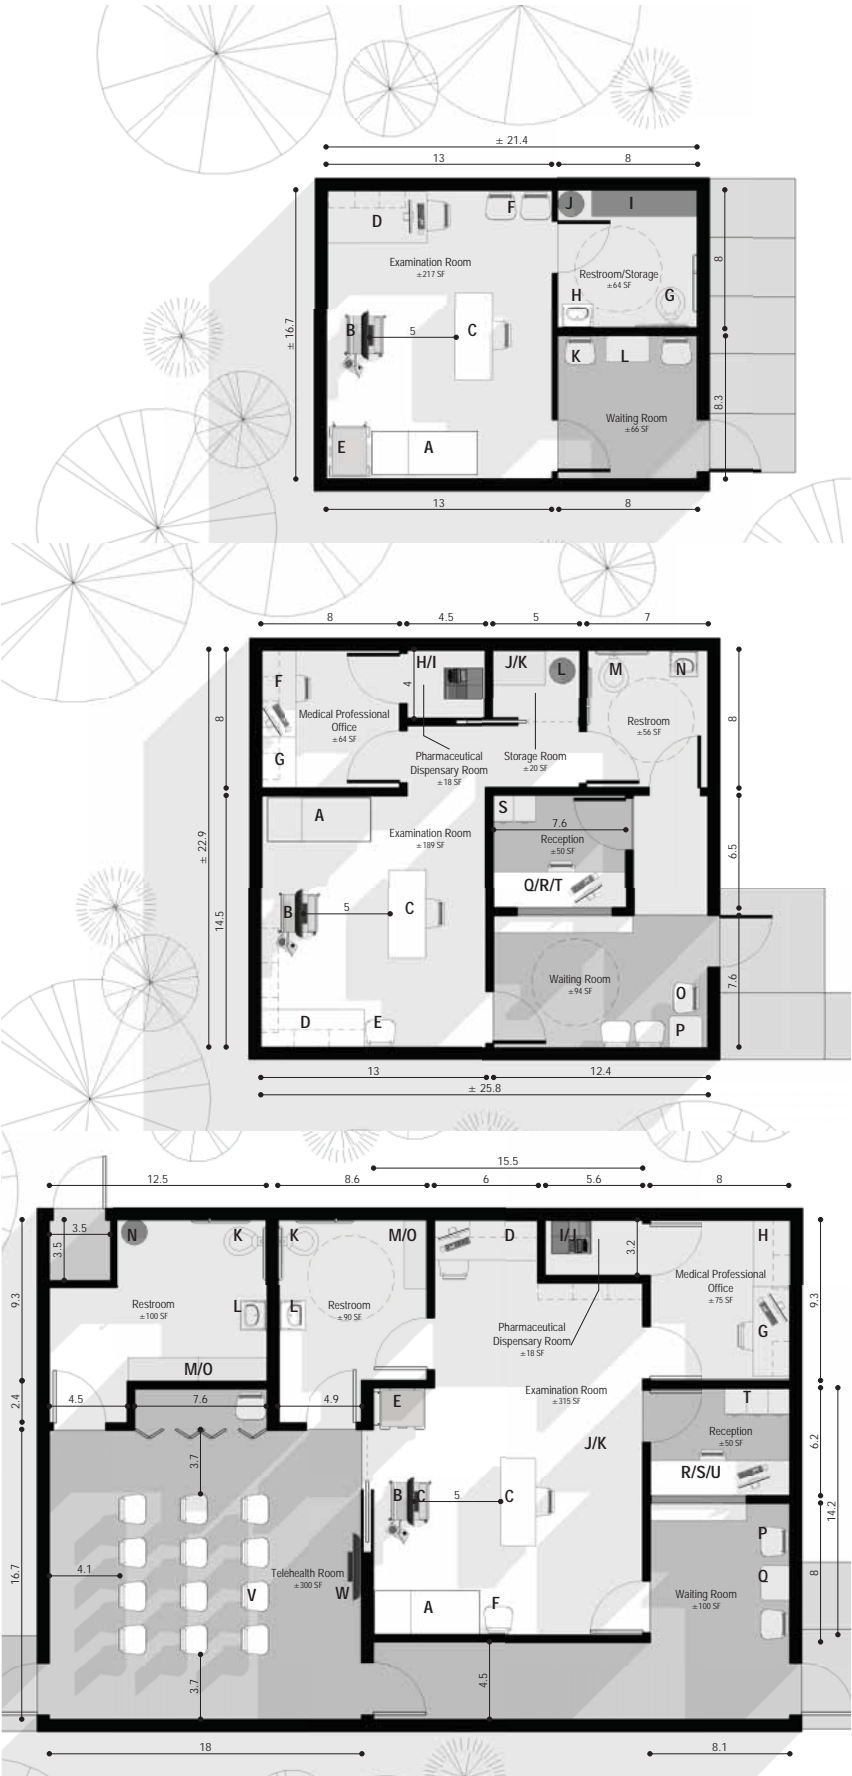 ± 21.4
13 8
D F J I
Examination Room
±217 SF
Restroom/Storage
±64 SF
8
H G
± 16.7
B 5 C
K L
8.3
Waiting Room
±66 SF
E A
13 8
8 4.5 5 7
H/I J/K L M N
F
4
8
Medical Professional
Office
±64 SF
Restroom
±56 SF
8
G
Pharmaceutical
Dispensary Room
±18 SF
Storage Room
±20 SF
A
S
7.6
Examination Room
±189 SF
Reception
±50 SF
± 22.9
6.5
Q/R/T
B 5 C
14.5
Waiting Room
±94 SF
7.6
O
D E
P
13 12.4
± 25.8
15.5
12.5 8.6 6 5.6 8
3.5
3.5
N K K M/O D I/J H
3.2
Medical Professional
Office
±75 SF
9.3
9.3
Restroom
±100 SF
L L
Restroom
±90 SF
Pharmaceutical
Dispensary Room
±18 SF
G
M/O
Examination Room
±315 SF
2.4
4.5 7.6 4.9
E
T
Reception
±50 SF
6.2
J/K
3.7
R/S/U
B C 5 C
14.2
P
16.7
4.1
Telehealth Room
±300 SF
V W
Q
8
Waiting Room
±100 SF
A F
3.7
4.5
18 8.1